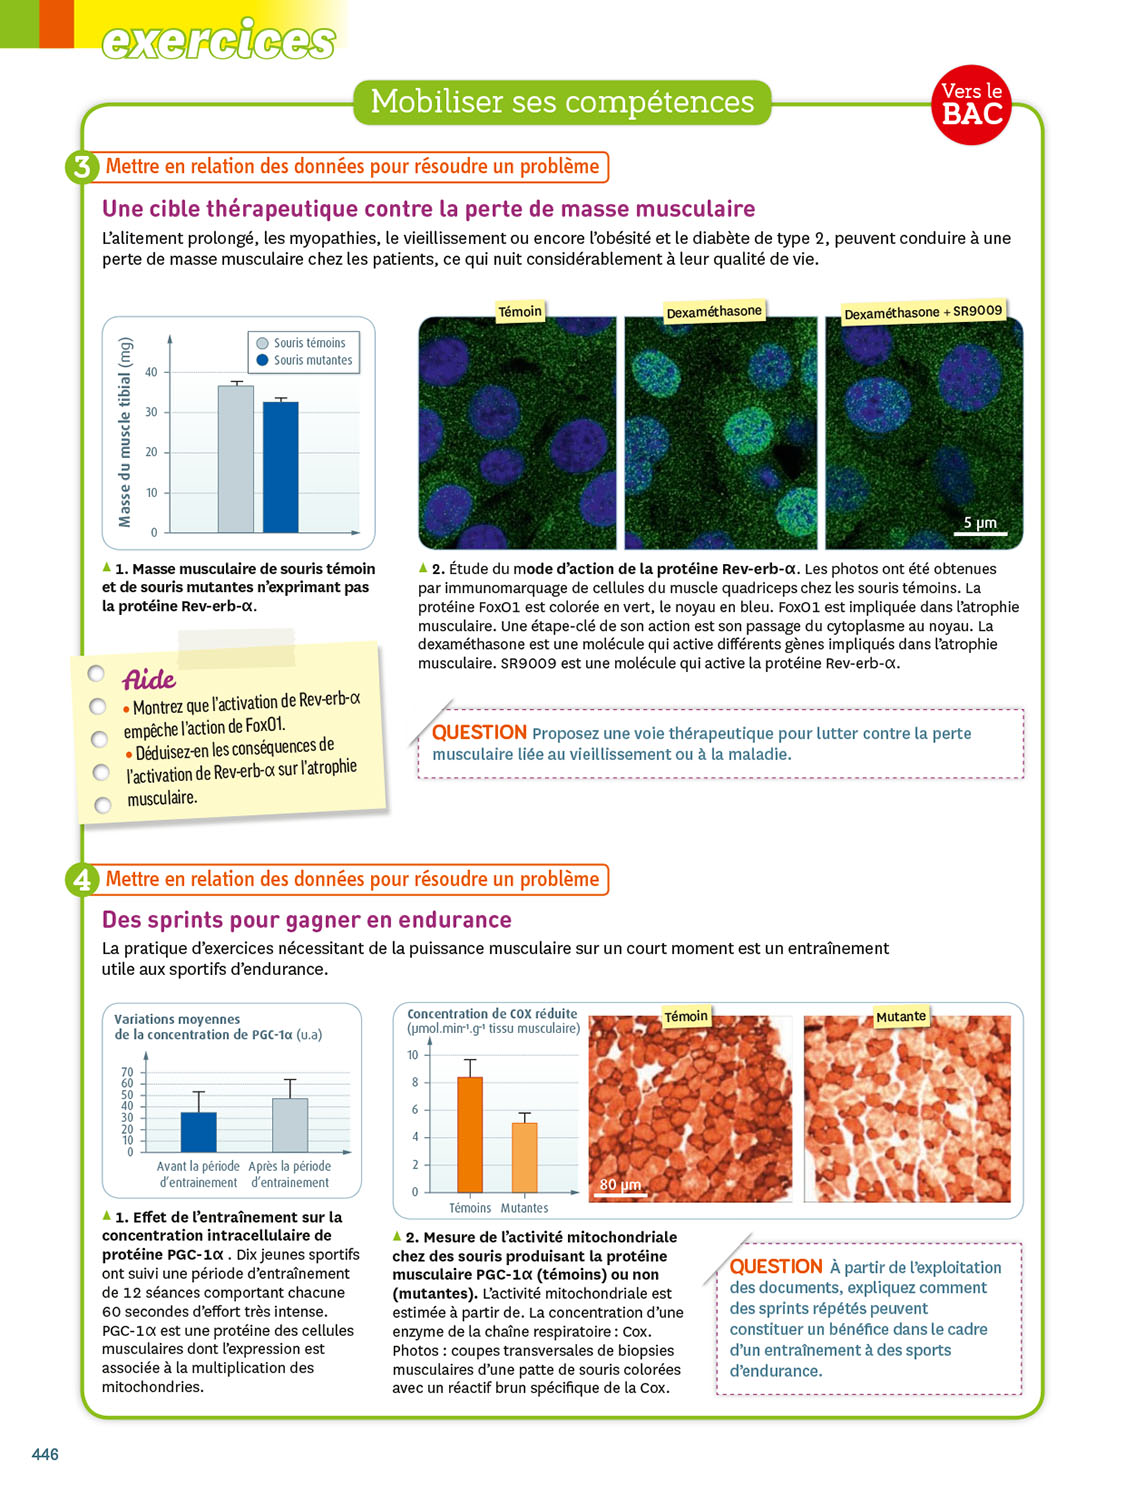 exercices
Mobiliser ses compétences
Vers le
BAC
3 Mettre en relation des données pour résoudre un problème
Une cible thérapeutique contre la perte de masse musculaire
L'alitement prolongé, les myopathies, le vieillissement ou encore l'obésité et le diabète de type 2, peuvent conduire à une
perte de masse musculaire chez les patients, ce qui nuit considérablement à leur qualité de vie.
Masse du muscle tibial (mg)
Souris témoins
Souris mutantes
40
30
20
10
0
1. Masse musculaire de souris témoin
et de souris mutantes n'exprimant pas
la protéine Rev-erb-α.
Témoin
Dexaméthasone
Dexaméthasone + SR9009
5 µm
2. Étude du mode d'action de la protéine Rev-erb-α. Les photos ont été obtenues
par immunomarquage de cellules du muscle quadriceps chez les souris témoins. La
protéine FoxO1 est colorée en vert, le noyau en bleu. FoxO1 est impliquée dans l'atrophie
musculaire. Une étape-clé de son action est son passage du cytoplasme au noyau. La
dexaméthasone est une molécule qui active différents gènes impliqués dans l'atrophie
musculaire. SR9009 est une molécule qui active la protéine Rev-erb-α.
Aide
• Montrez que l'activation de Rev-erb-α
empêche l'action de FoxO1.
• Déduisez-en les conséquences de
l'activation de Rev-erb-α sur l'atrophie
musculaire.
QUESTION Proposez une voie thérapeutique pour lutter contre la perte
musculaire liée au vieillissement ou à la maladie.
4 Mettre en relation des données pour résoudre un problème
Des sprints pour gagner en endurance
La pratique d'exercices nécessitant de la puissance musculaire sur un court moment est un entraînement
utile aux sportifs d'endurance.
Variations moyennes
de la concentration de PGC-1α (u.a)
70
60
50
40
30
20
10
0
Avant la période Après la période
d'entrainement d'entrainement
1. Effet de l'entraînement sur la
concentration intracellulaire de
protéine PGC-1α . Dix jeunes sportifs
ont suivi une période d'entraînement
de 12 séances comportant chacune
60 secondes d'effort très intense.
PGC-1α est une protéine des cellules
musculaires dont l'expression est
associée à la multiplication des
mitochondries.
Concentration de COX réduite
(µmol.min⁻¹.g⁻¹ tissu musculaire)
10
8
6
4
2
0
Témoins Mutantes
Témoin
Mutante
80 µm
2. Mesure de l'activité mitochondriale
chez des souris produisant la protéine
musculaire PGC-1α (témoins) ou non
(mutantes). L'activité mitochondriale est
estimée à partir de. La concentration d'une
enzyme de la chaîne respiratoire : Cox.
Photos : coupes transversales de biopsies
musculaires d'une patte de souris colorées
avec un réactif brun spécifique de la Cox.
QUESTION À partir de l'exploitation
des documents, expliquez comment
des sprints répétés peuvent
constituer un bénéfice dans le cadre
d'un entraînement à des sports
d'endurance.
446